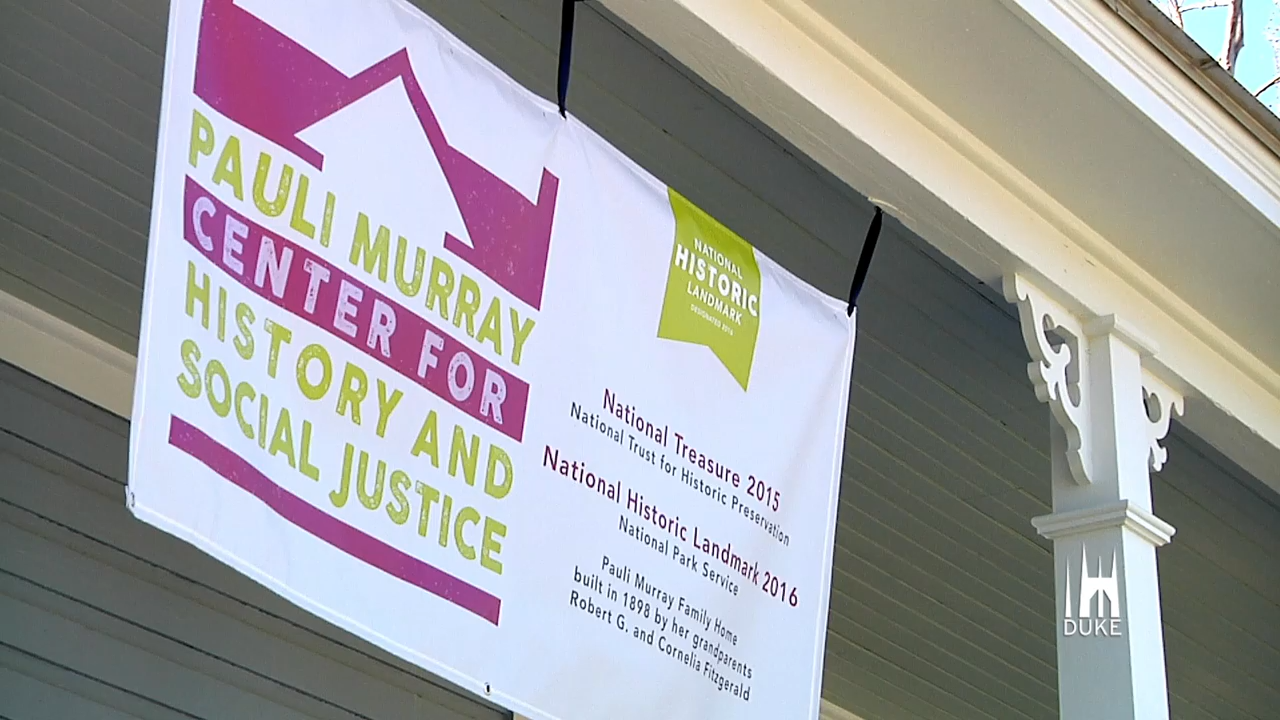 PAULI MURRAY
CENTER FOR
HISTORY AND
SOCIAL JUSTICE
NATIONAL
HISTORIC
LANDMARK
DESIGNATED 2016
National Treasure 2015
National Trust for Historic Preservation
National Historic Landmark 2016
National Park Service
Pauli Murray Family Home
built in 1898 by her grandparents
Robert G. and Cornelia Fitzgerald
DUKE